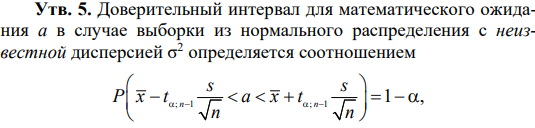 Утв. 5. Доверительный интервал для математического ожида-
ния a в случае выборки из нормального распределения с неиз-
вестной дисперсией σ² определяется соотношением
P(x̅ − t_{α; n−1} s/√n < a < x̅ + t_{α; n−1} s/√n) = 1 − α,